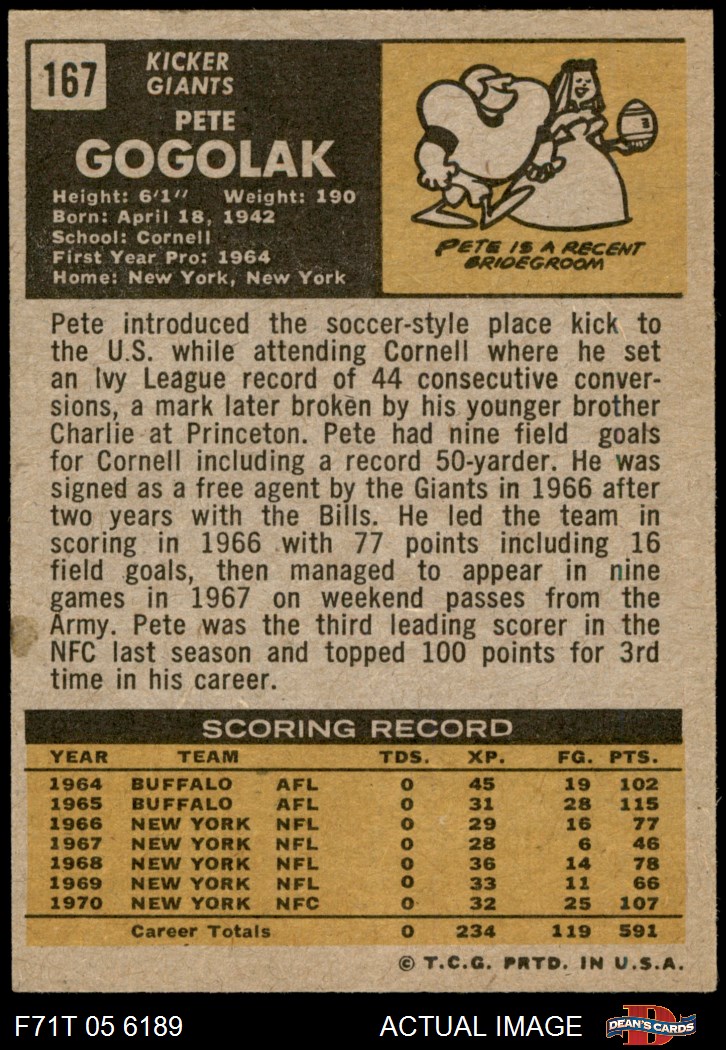 167
KICKER
GIANTS
PETE
GOGOLAK
Height: 6'1" Weight: 190
Born: April 18, 1942
School: Cornell
First Year Pro: 1964
Home: New York, New York
PETE IS A RECENT
BRIDEGROOM
Pete introduced the soccer-style place kick to
the U.S. while attending Cornell where he set
an Ivy League record of 44 consecutive conver-
sions, a mark later broken by his younger brother
Charlie at Princeton. Pete had nine field goals
for Cornell including a record 50-yarder. He was
signed as a free agent by the Giants in 1966 after
two years with the Bills. He led the team in
scoring in 1966 with 77 points including 16
field goals, then managed to appear in nine
games in 1967 on weekend passes from the
Army. Pete was the third leading scorer in the
NFC last season and topped 100 points for 3rd
time in his career.
SCORING RECORD
YEAR TEAM TDS. XP. FG. PTS.
1964 BUFFALO AFL 0 45 19 102
1965 BUFFALO AFL 0 31 28 115
1966 NEW YORK NFL 0 29 16 77
1967 NEW YORK NFL 0 28 6 46
1968 NEW YORK NFL 0 36 14 78
1969 NEW YORK NFL 0 33 11 66
1970 NEW YORK NFC 0 32 25 107
Career Totals 0 234 119 591
© T.C.G. PRTD. IN U.S.A.
F71T 05 6189 ACTUAL IMAGE D DEAN'S CARDS